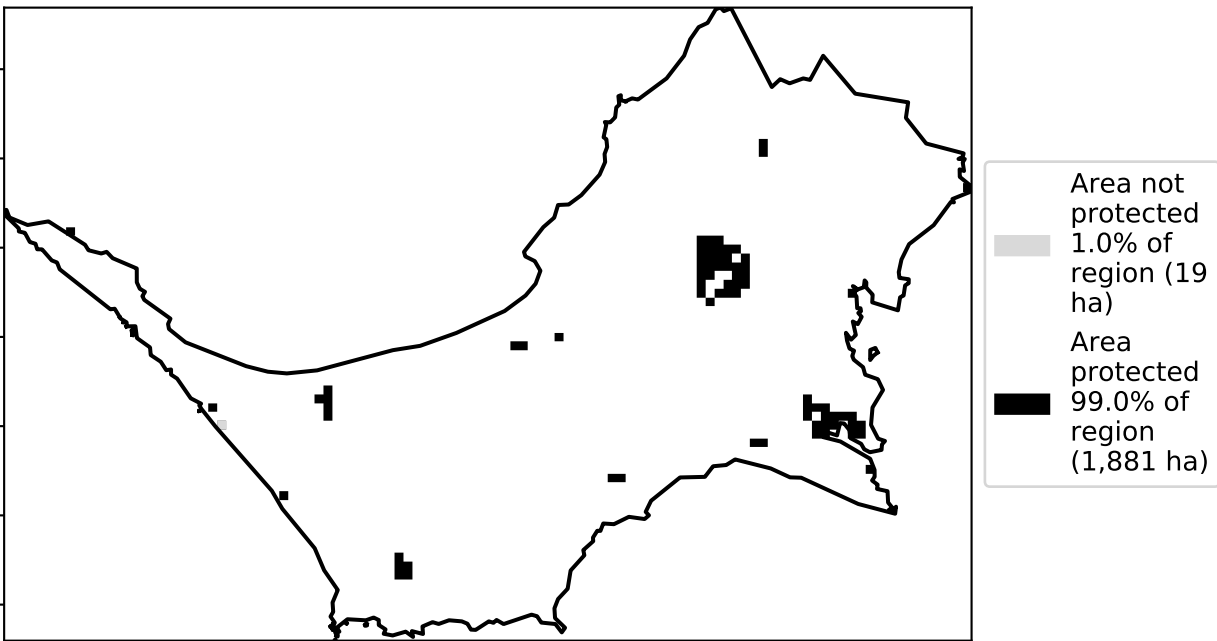 Area not
protected
1.0% of
region (19
ha)
Area
protected
99.0% of
region
(1,881 ha)